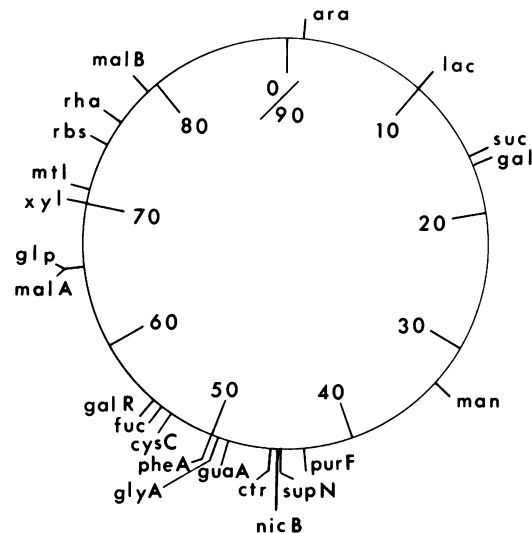 ara
malB
lac
0
/
90
rha
80
10
rbs
suc
gal
mtl
xyl
70
20
glp
malA
60
30
man
50
40
galR
fuc
cysC
pheA
guaA
purF
glyA
ctr
supN
nicB